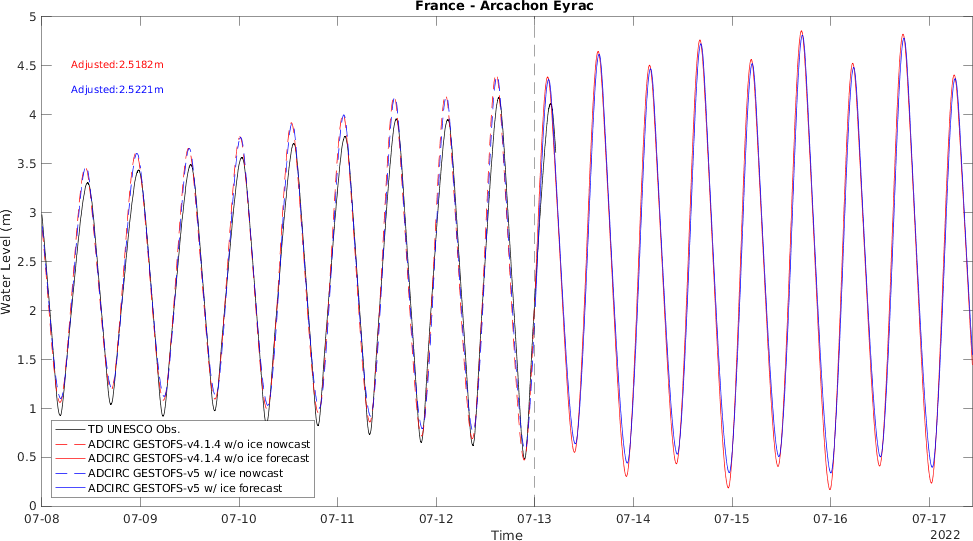 France - Arcachon Eyrac
Water Level (m)
5
4.5
4
3.5
3
2.5
2
1.5
1
0.5
0
Adjusted:2.5182m
Adjusted:2.5221m
TD UNESCO Obs.
ADCIRC GESTOFS-v4.1.4 w/o ice nowcast
ADCIRC GESTOFS-v4.1.4 w/o ice forecast
ADCIRC GESTOFS-v5 w/ ice nowcast
ADCIRC GESTOFS-v5 w/ ice forecast
07-08 07-09 07-10 07-11 07-12 07-13 07-14 07-15 07-16 07-17
Time
2022